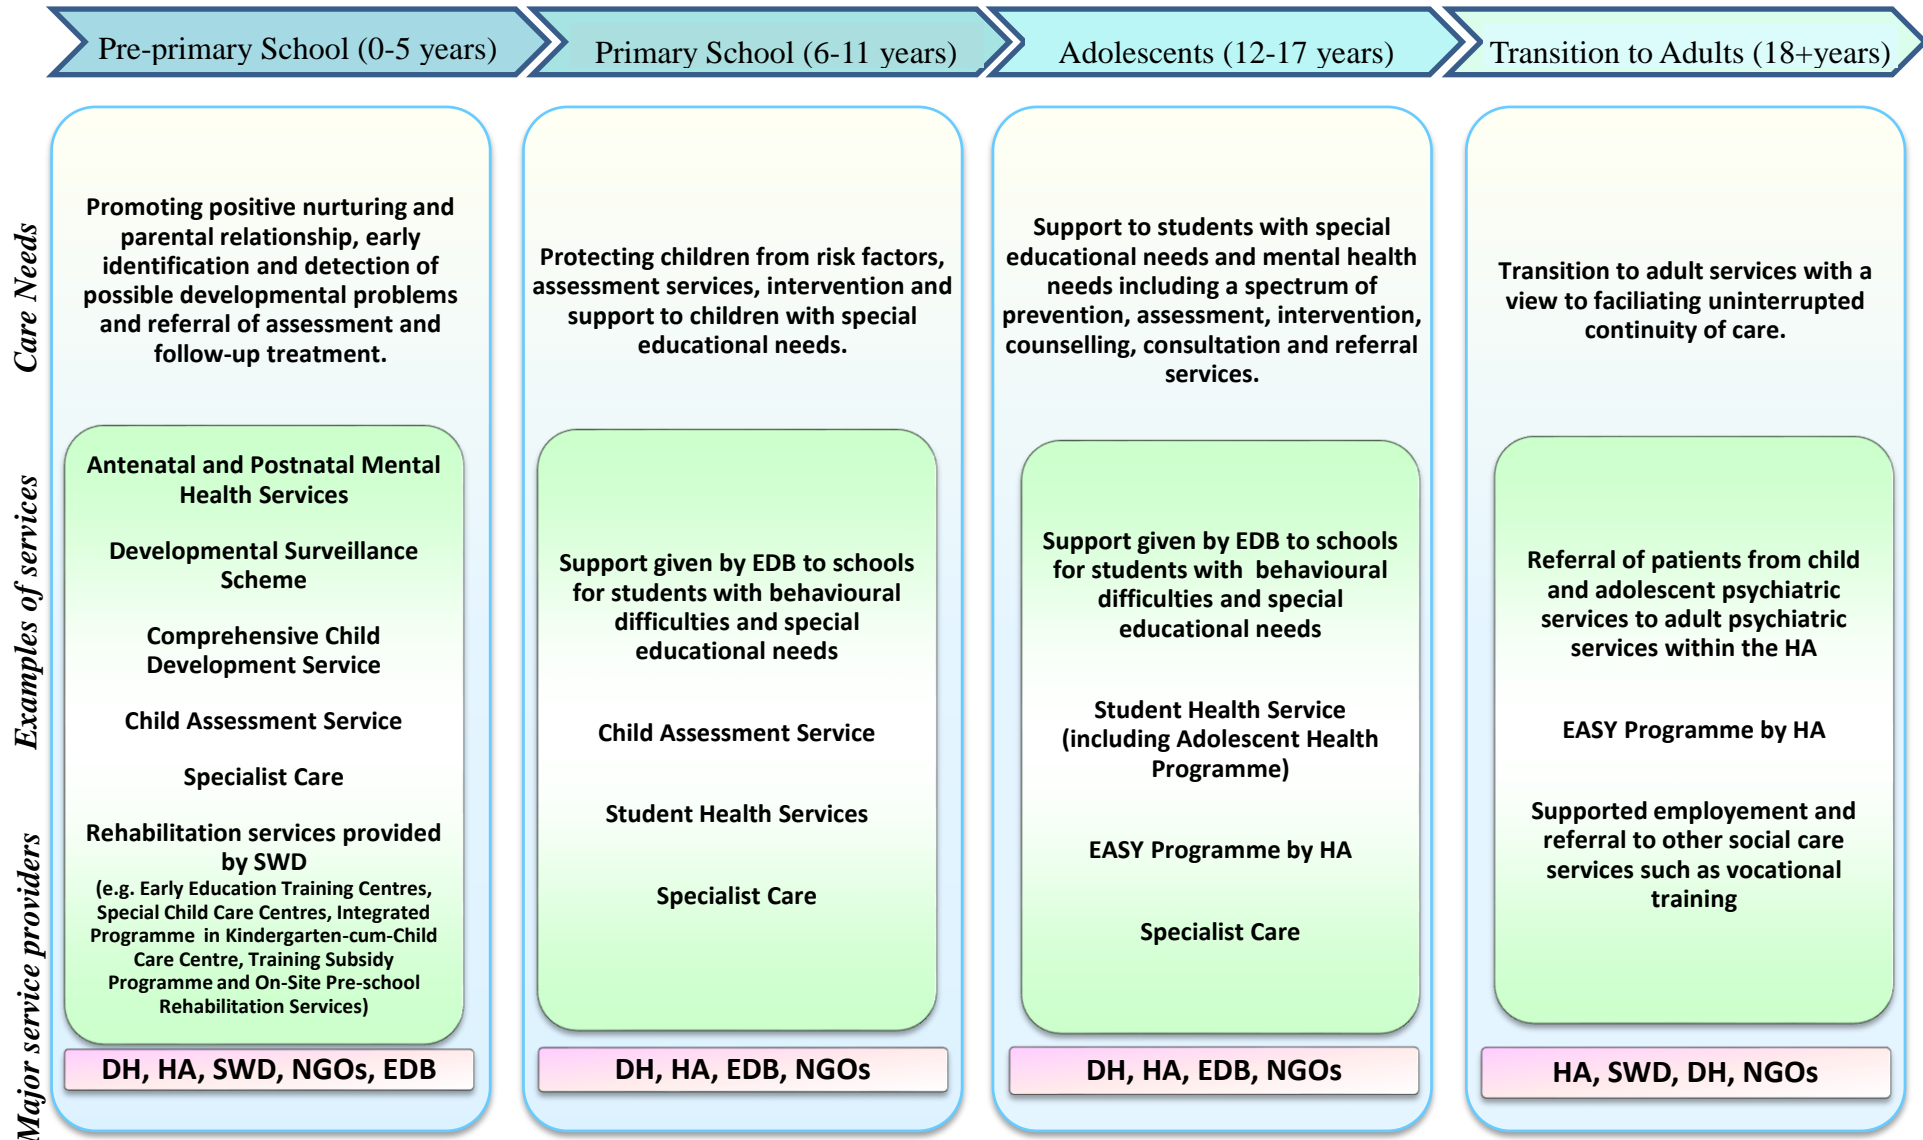 Pre-primary School (0-5 years)
Primary School (6-11 years)
Adolescents (12-17 years)
Transition to Adults (18+years)
Care Needs
Promoting positive nurturing and
parental relationship, early
identification and detection of
possible developmental problems
and referral of assessment and
follow-up treatment.
Protecting children from risk factors,
assessment services, intervention and
support to children with special
educational needs.
Support to students with special
educational needs and mental health
needs including a spectrum of
prevention, assessment, intervention,
counselling, consultation and referral
services.
Transition to adult services with a
view to faciliating uninterrupted
continuity of care.
Examples of services
Antenatal and Postnatal Mental
Health Services
Developmental Surveillance
Scheme
Comprehensive Child
Development Service
Child Assessment Service
Specialist Care
Rehabilitation services provided
by SWD
(e.g. Early Education Training Centres,
Special Child Care Centres, Integrated
Programme in Kindergarten-cum-Child
Care Centre, Training Subsidy
Programme and On-Site Pre-school
Rehabilitation Services)
Support given by EDB to schools
for students with behavioural
difficulties and special
educational needs
Child Assessment Service
Student Health Services
Specialist Care
Support given by EDB to schools
for students with behavioural
difficulties and special
educational needs
Student Health Service
(including Adolescent Health
Programme)
EASY Programme by HA
Specialist Care
Referral of patients from child
and adolescent psychiatric
services to adult psychiatric
services within the HA
EASY Programme by HA
Supported employement and
referral to other social care
services such as vocational
training
Major service providers
DH, HA, SWD, NGOs, EDB
DH, HA, EDB, NGOs
DH, HA, EDB, NGOs
HA, SWD, DH, NGOs